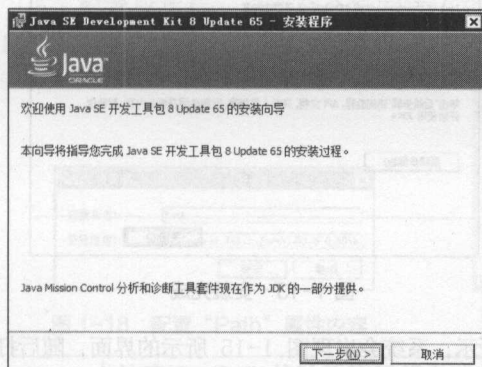 Java SE Development Kit 8 Update 65 - 安装程序
Java
ORACLE
欢迎使用 Java SE 开发工具包 8 Update 65 的安装向导
本向导将指导您完成 Java SE 开发工具包 8 Update 65 的安装过程。
Java Mission Control 分析和诊断工具套件现在作为 JDK 的一部分提供。
下一步(N) >
取消